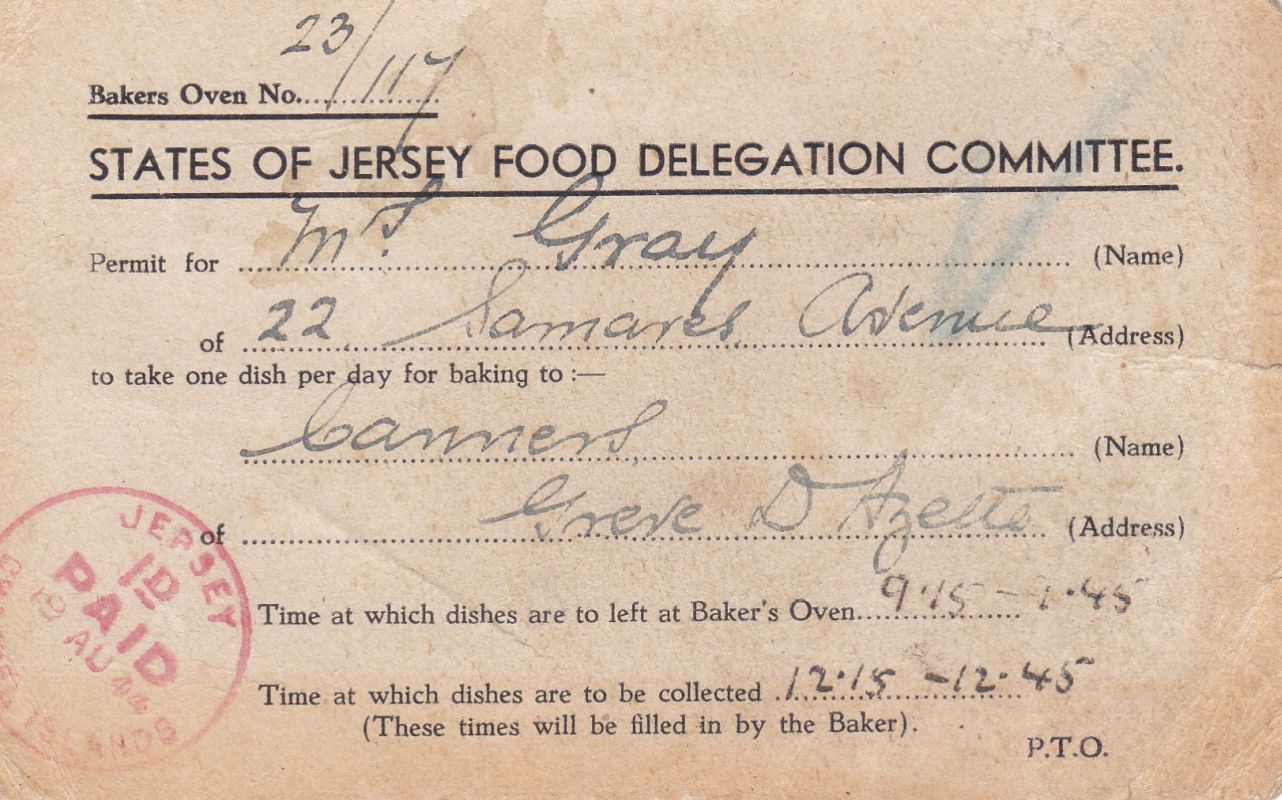 23/117
Bakers Oven No.
STATES OF JERSEY FOOD DELEGATION COMMITTEE.
Permit for Mrs Gray (Name)
of 22 Samares Avenue (Address)
to take one dish per day for baking to :—
Canners (Name)
of Greve D Azette (Address)
Time at which dishes are to left at Baker's Oven 9.15 - 9.45
Time at which dishes are to be collected 12.15 - 12.45
(These times will be filled in by the Baker).
P.T.O.
JERSEY
1D
PAID
19 AU 44
CHANNEL ISLANDS